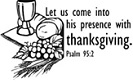 Let us come into
his presence with
thanksgiving.
Psalm 95:2